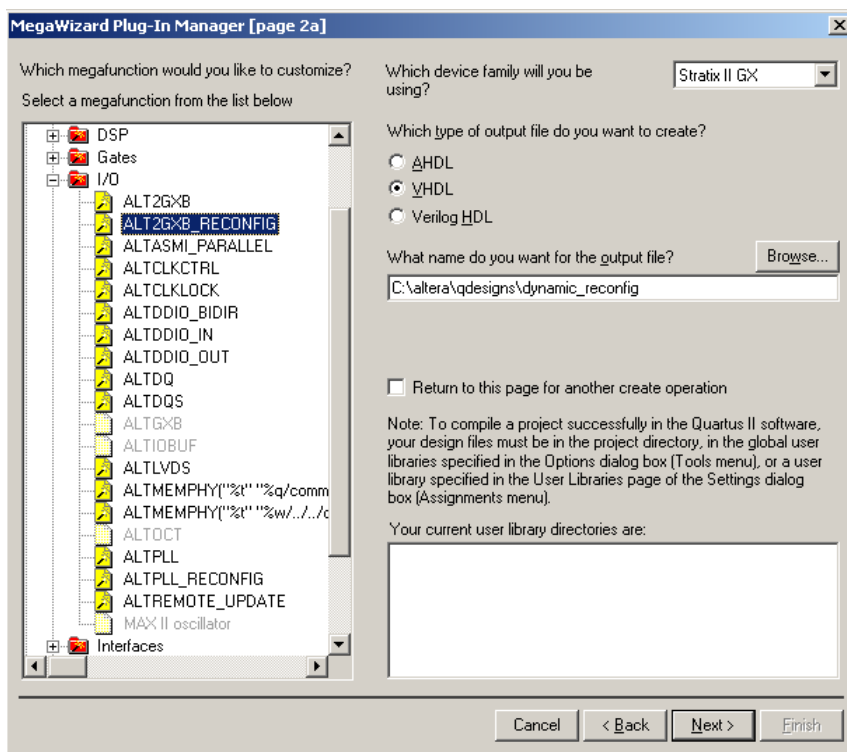 MegaWizard Plug-In Manager [page 2a]
Which megafunction would you like to customize?
Select a megafunction from the list below
DSP
Gates
I/O
ALT2GXB
ALT2GXB_RECONFIG
ALTASMI_PARALLEL
ALTCLKCTRL
ALTCLKLOCK
ALTDDIO_BIDIR
ALTDDIO_IN
ALTDDIO_OUT
ALTDQ
ALTDQS
ALTGXB
ALTIOBUF
ALTLVDS
ALTMEMPHY("%t" "%q/comm
ALTMEMPHY("%t" "%w/../../c
ALTOCT
ALTPLL
ALTPLL_RECONFIG
ALTREMOTE_UPDATE
MAX II oscillator
Interfaces
Which device family will you be
using?
Stratix II GX
Which type of output file do you want to create?
AHDL
VHDL
Verilog HDL
What name do you want for the output file?
Browse...
C:\altera\qdesigns\dynamic_reconfig
Return to this page for another create operation
Note: To compile a project successfully in the Quartus II software,
your design files must be in the project directory, in the global user
libraries specified in the Options dialog box (Tools menu), or a user
library specified in the User Libraries page of the Settings dialog
box (Assignments menu).
Your current user library directories are:
Cancel
< Back
Next >
Finish